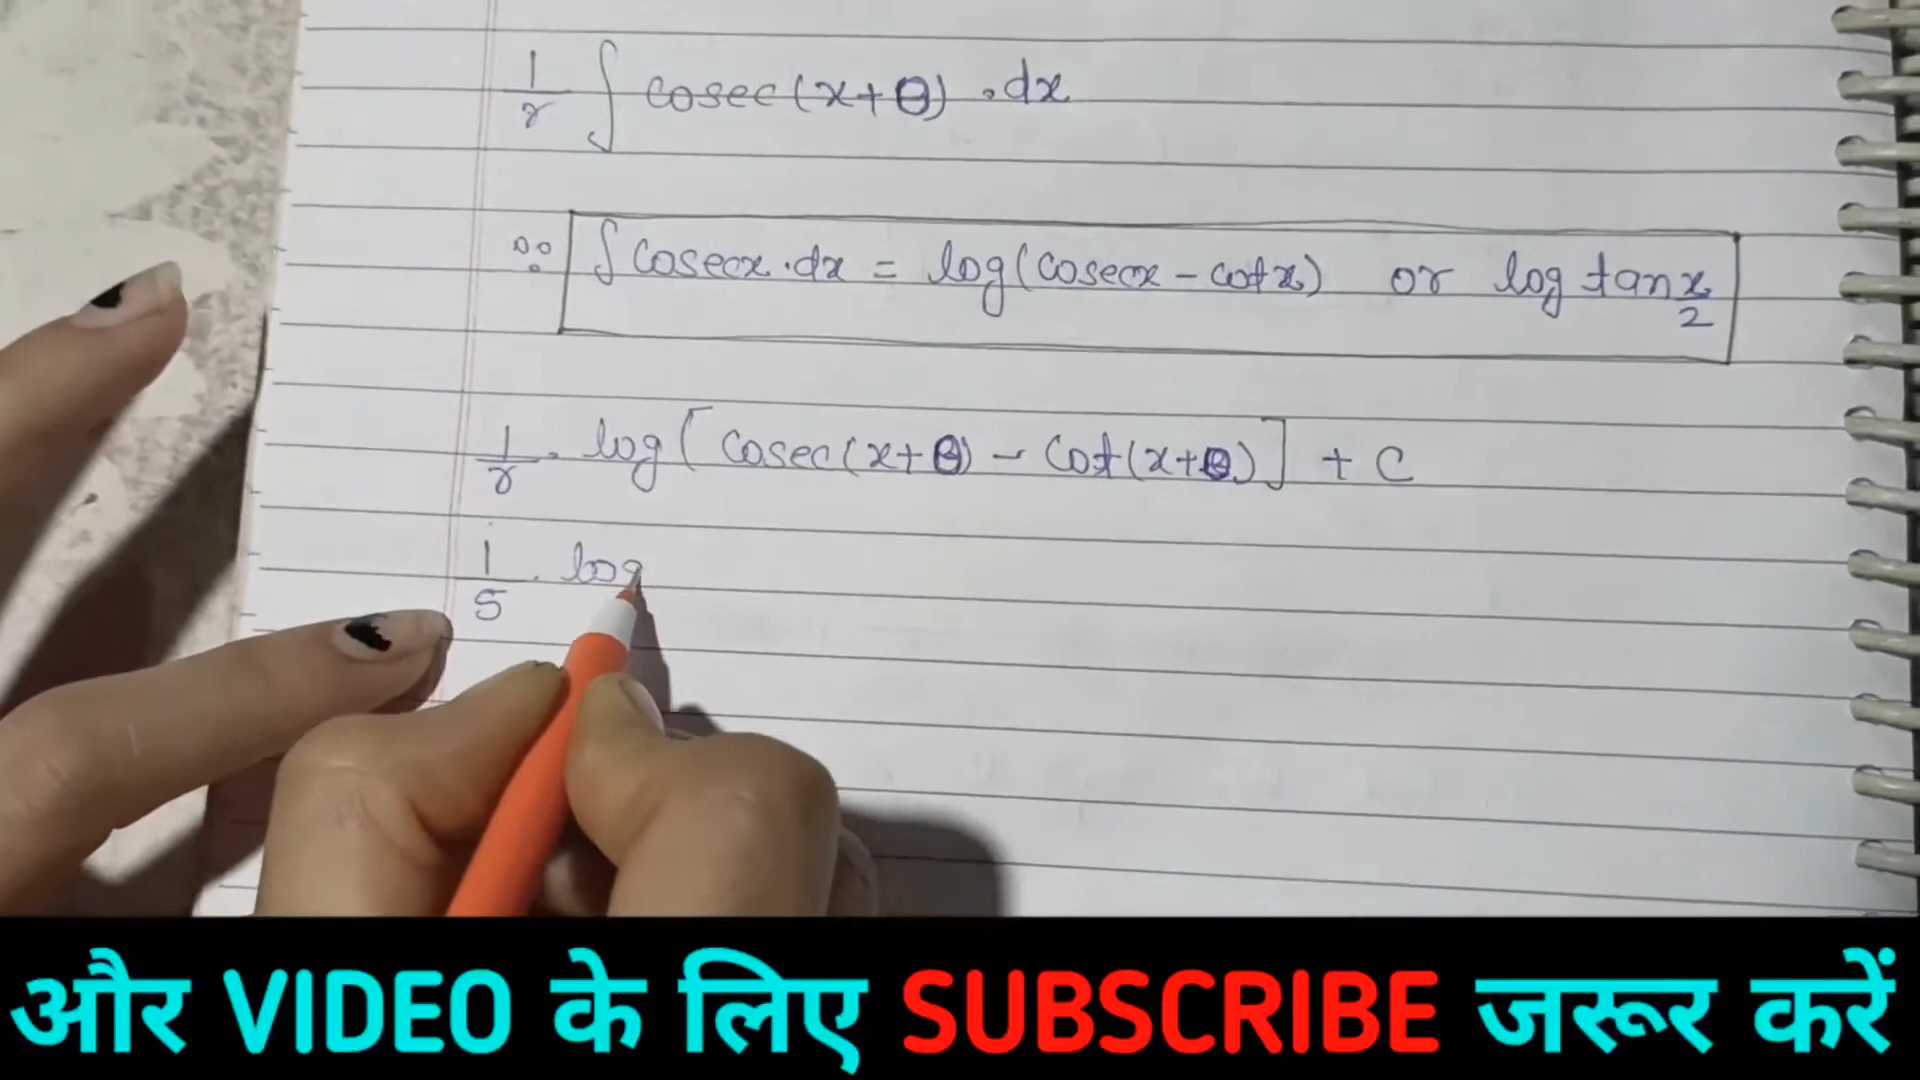 1/r ∫ cosec(x+θ).dx
∵ ∫ cosecx.dx = log(cosecx - cotx) or log tan x/2
1/r . log[cosec(x+θ) - cot(x+θ)] + c
1/5 . log
और VIDEO के लिए SUBSCRIBE जरूर करें